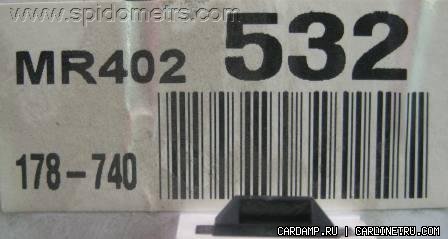 www.spidometrs.com
MR402 532
178-740
CARDAMP.RU | CARDINETRU.COM